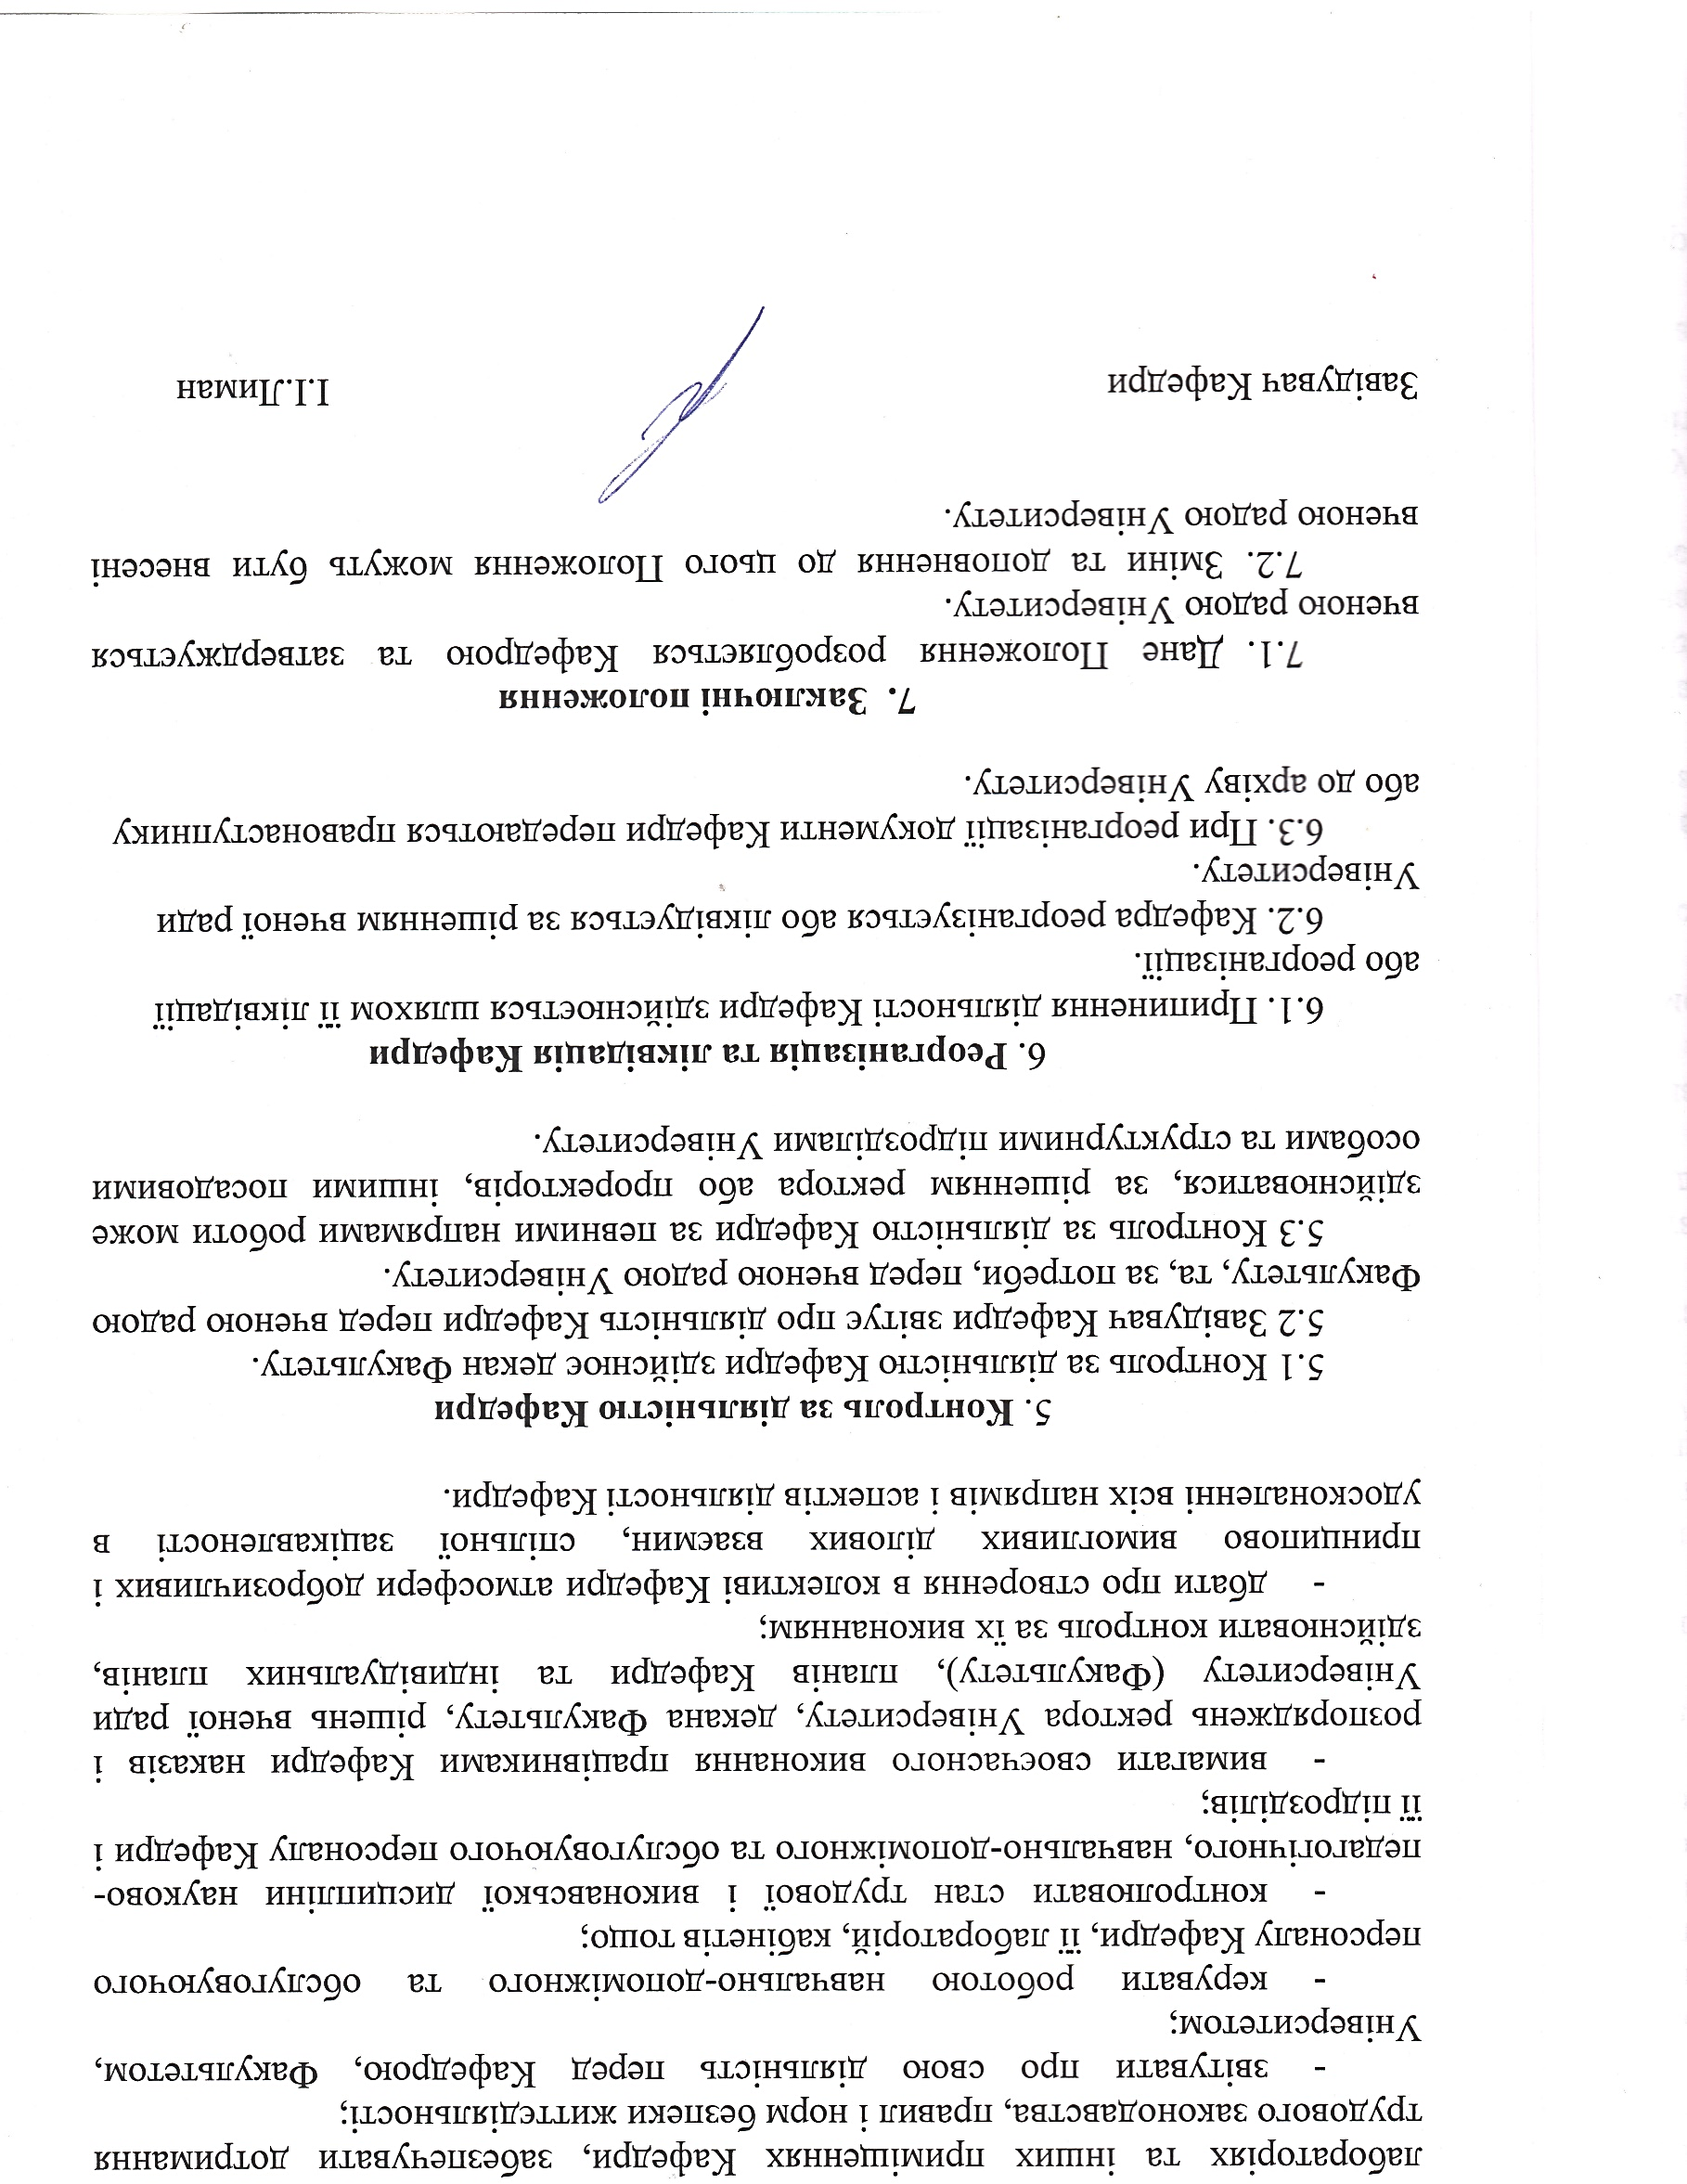 лабораторіях та інших приміщеннях Кафедри, забезпечувати дотримання
трудового законодавства, правил і норм безпеки життєдіяльності;
- звітувати про свою діяльність перед Кафедрою, Факультетом,
Університетом;
- керувати роботою навчально-допоміжного та обслуговуючого
персоналу Кафедри, її лабораторій, кабінетів тощо;
- контролювати стан трудової і виконавської дисципліни науково-
педагогічного, навчально-допоміжного та обслуговуючого персоналу Кафедри і
її підрозділів;
- вимагати своєчасного виконання працівниками Кафедри наказів і
розпоряджень ректора Університету, декана Факультету, рішень вченої ради
Університету (Факультету), планів Кафедри та індивідуальних планів,
здійснювати контроль за їх виконанням;
- дбати про створення в колективі Кафедри атмосфери доброзичливих і
принципово вимогливих ділових взаємин, спільної зацікавленості в
удосконаленні всіх напрямів і аспектів діяльності Кафедри.
5. Контроль за діяльністю Кафедри
5.1 Контроль за діяльністю Кафедри здійснює декан Факультету.
5.2 Завідувач Кафедри звітує про діяльність Кафедри перед вченою радою
Факультету, та, за потреби, перед вченою радою Університету.
5.3 Контроль за діяльністю Кафедри за певними напрямами роботи може
здійснюватися, за рішенням ректора або проректорів, іншими посадовими
особами та структурними підрозділами Університету.
6. Реорганізація та ліквідація Кафедри
6.1. Припинення діяльності Кафедри здійснюється шляхом її ліквідації
або реорганізації.
6.2. Кафедра реорганізується або ліквідується за рішенням вченої ради
Університету.
6.3. При реорганізації документи Кафедри передаються правонаступнику
або до архіву Університету.
7. Заключні положення
7.1. Дане Положення розробляється Кафедрою та затверджується
вченою радою Університету.
7.2. Зміни та доповнення до цього Положення можуть бути внесені
вченою радою Університету.
Завідувач Кафедри І.І.Лиман